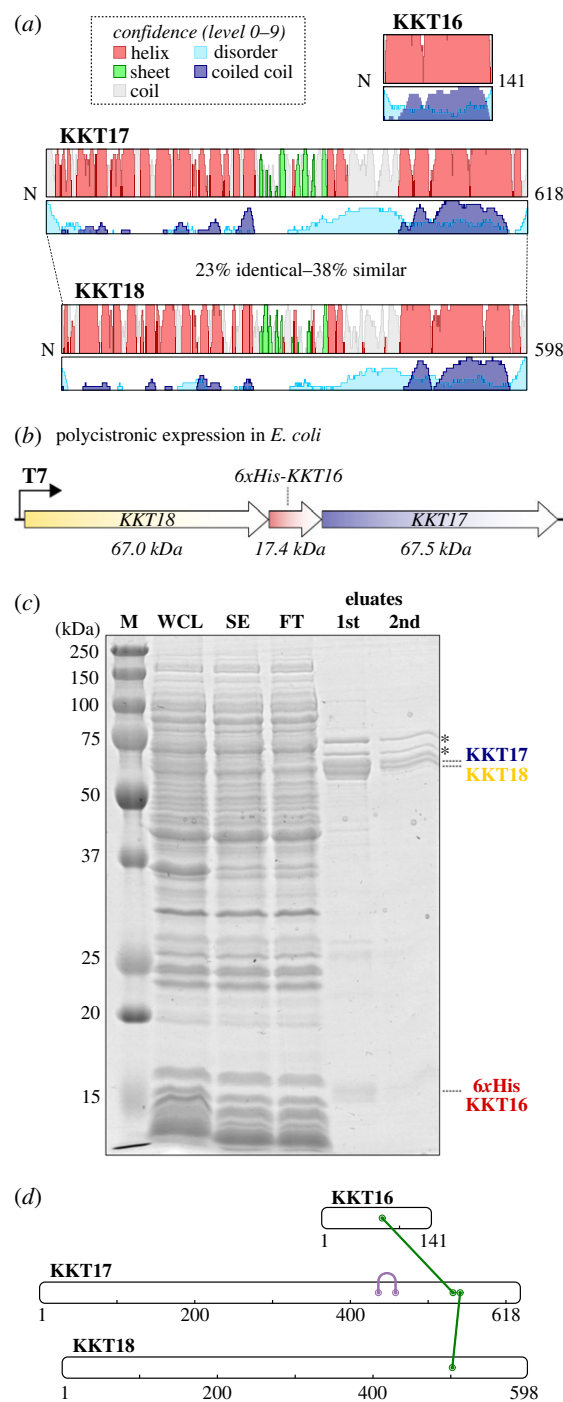 (a)
confidence (level 0–9)
helix
disorder
sheet
coiled coil
coil
KKT16
N
141
KKT17
N
618
23% identical–38% similar
KKT18
N
598
(b) polycistronic expression in E. coli
6xHis-KKT16
T7
KKT18
KKT17
67.0 kDa
17.4 kDa
67.5 kDa
(c)
eluates
(kDa)
M
WCL
SE
FT
1st
2nd
250
150
100
75
*
*
KKT17
KKT18
50
37
25
20
15
6xHis
KKT16
(d)
KKT16
1
141
KKT17
1
200
400
618
KKT18
1
200
400
598